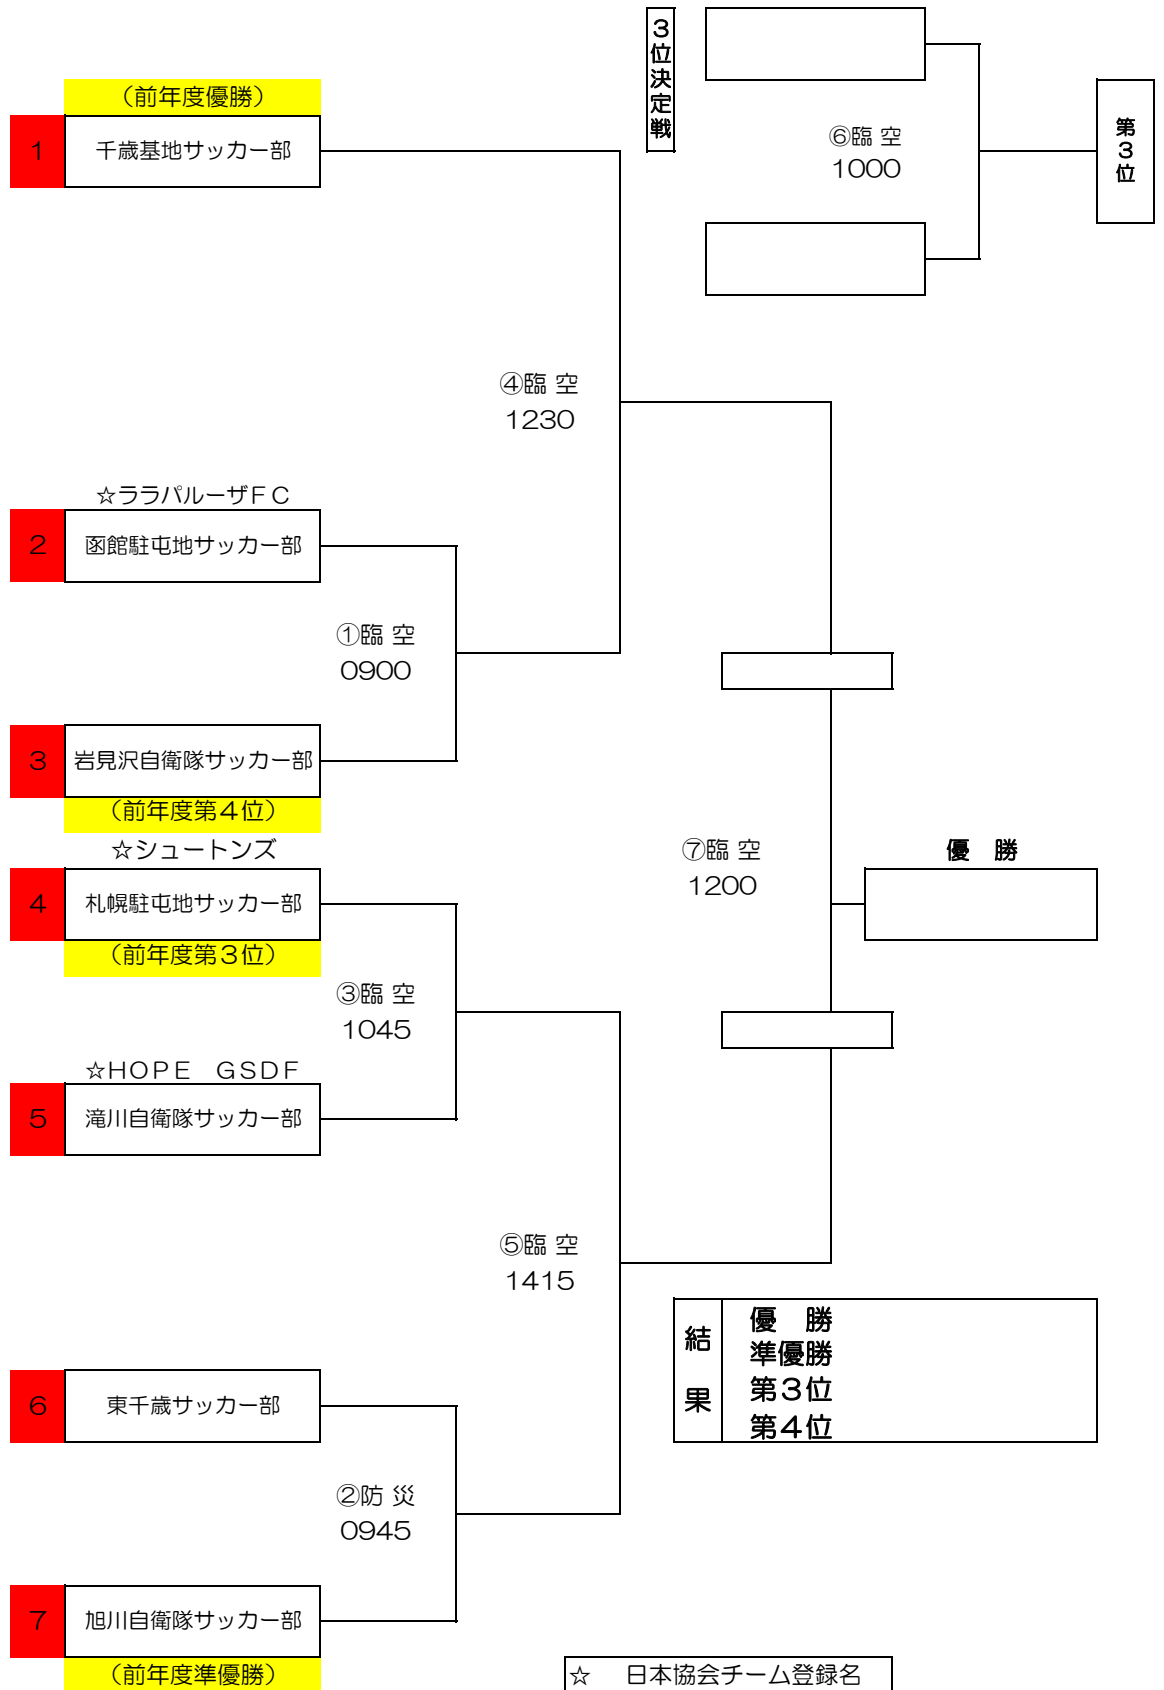 ３位決定戦
（前年度優勝）
1
千歳基地サッカー部
⑥臨 空
1000
第３位
④臨 空
1230
☆ララパルーザＦＣ
2
函館駐屯地サッカー部
①臨 空
0900
3
岩見沢自衛隊サッカー部
（前年度第４位）
☆シュートンズ
4
札幌駐屯地サッカー部
（前年度第３位）
⑦臨 空
1200
優　勝
③臨 空
1045
☆ＨＯＰＥ　ＧＳＤＦ
5
滝川自衛隊サッカー部
⑤臨 空
1415
結果
優　勝
準優勝
第３位
第４位
6
東千歳サッカー部
②防 災
0945
7
旭川自衛隊サッカー部
（前年度準優勝）
☆　日本協会チーム登録名